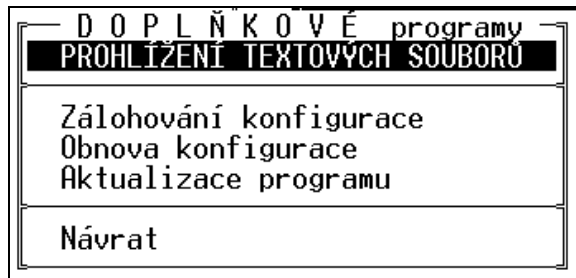 D O P L Ň K O V É programy
PROHLÍŽENÍ TEXTOVÝCH SOUBORŮ
Zálohování konfigurace
Obnova konfigurace
Aktualizace programu
Návrat